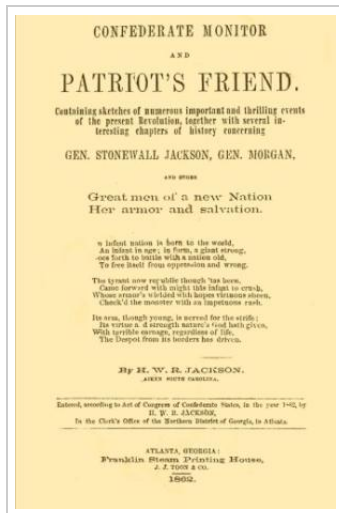 CONFEDERATE MONITOR
AND
PATRIOT'S FRIEND.
Containing sketches of numerous important and thrilling events
of the present Revolution, together with several in-
teresting chapters of history concerning
GEN. STONEWALL JACKSON, GEN. MORGAN,
AND OTHER
Great men of a new Nation
Her armor and salvation.
n infant nation is born to the world,
An infant in age; in form, a giant strong,
oes forth to battle with a nation old,
To free itself from oppression and wrong.
The tyrant now republic though 'tas been,
Came forward with might this infant to crush,
Whose armor's wielded with hopes virtuous sheen,
Check'd the monster with an impetuous rush.
Its arm, though young, is nerved for the strife;
Its virtue a d strength nature's God hath given,
With terrible carnage, regardless of life,
The Despot from its borders has driven.
By H. W. R. JACKSON.
AIKEN SOUTH CAROLINA.
Entered, according to Act of Congress of Confederate States, in the year 1862, by
H. W. R. JACKSON,
In the Clerk's Office of the Northern District of Georgia, in Atlanta.
ATLANTA, GEORGIA:
Franklin Steam Printing House,
J. J. TOON & CO.
1862.